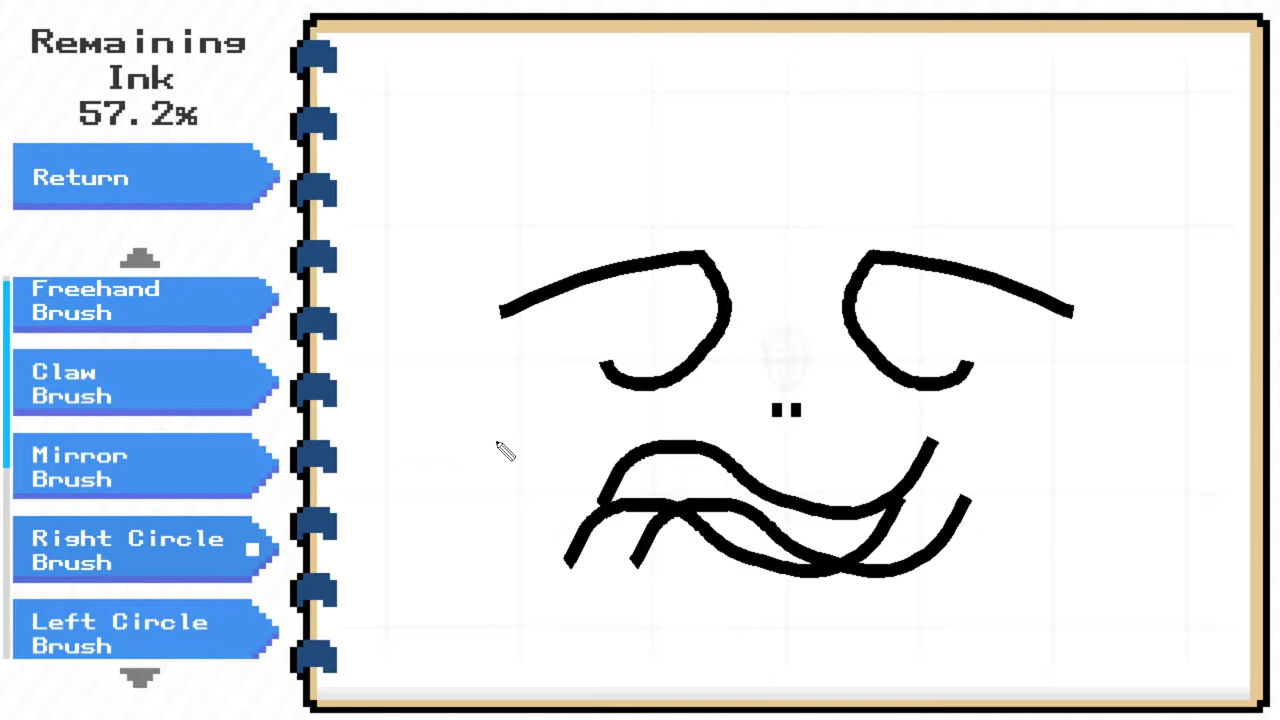 Remaining
Ink
57.2%
Return
Freehand
Brush
Claw
Brush
Mirror
Brush
Right Circle
Brush
Left Circle
Brush